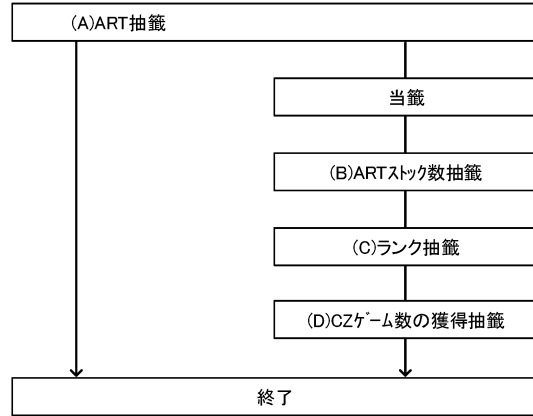 (A)ART抽籤
当籤
(B)ARTｽﾄｯｸ数抽籤
(C)ランク抽籤
(D)CZｹﾞｰﾑ数の獲得抽籤
終了